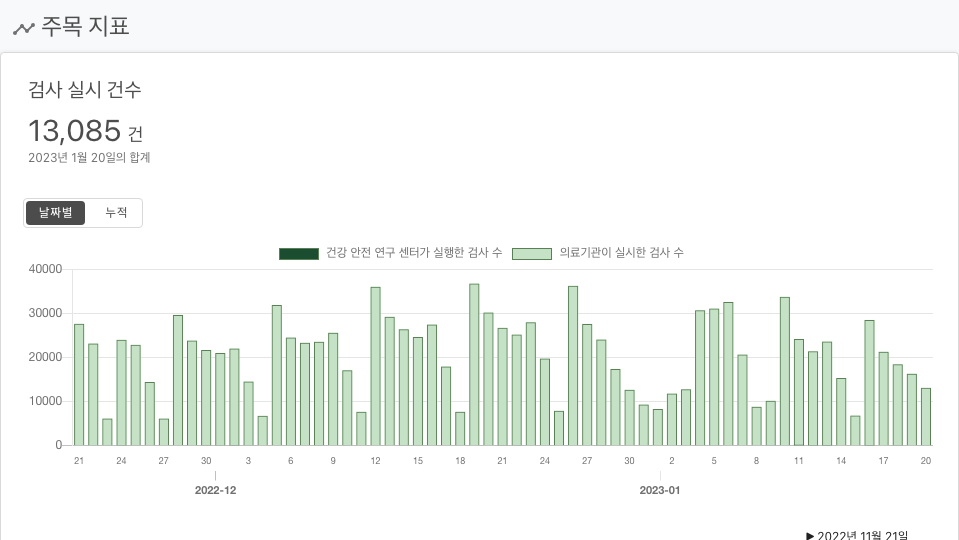 주목 지표
검사 실시 건수
13,085 건
2023년 1월 20일의 합계
날짜별 누적
건강 안전 연구 센터가 실행한 검사 수 의료기관이 실시한 검사 수
40000
30000
20000
10000
0
21 24 27 30 3 6 9 12 15 18 21 24 27 30 2 5 8 11 14 17 20
2022-12 2023-01
▶ 2022년 11월 21일